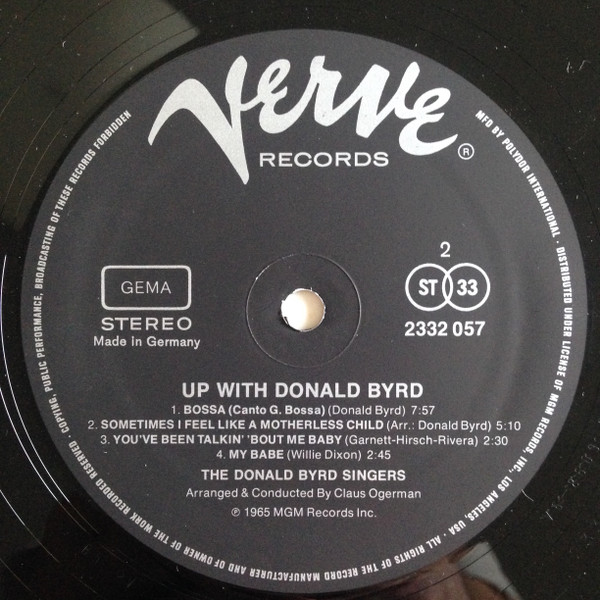 Verve
RECORDS ®
GEMA
STEREO
Made in Germany
2
ST 33
2332 057
UP WITH DONALD BYRD
1. BOSSA (Canto G. Bossa) (Donald Byrd) 7:57
2. SOMETIMES I FEEL LIKE A MOTHERLESS CHILD (Arr.: Donald Byrd) 5:10
3. YOU'VE BEEN TALKIN' 'BOUT ME BABY (Garnett-Hirsch-Rivera) 2:30
4. MY BABE (Willie Dixon) 2:45
THE DONALD BYRD SINGERS
Arranged & Conducted By Claus Ogerman
℗ 1965 MGM Records Inc.
MFD BY POLYDOR INTERNATIONAL · DISTRIBUTED UNDER LICENSE OF MGM RECORDS, INC., LOS ANGELES, USA · ALL RIGHTS OF THE RECORD MANUFACTURER AND OF OWNER OF THE WORK RECORDED RESERVED · COPYING, PUBLIC PERFORMANCE, BROADCASTING OF THESE RECORDS FORBIDDEN